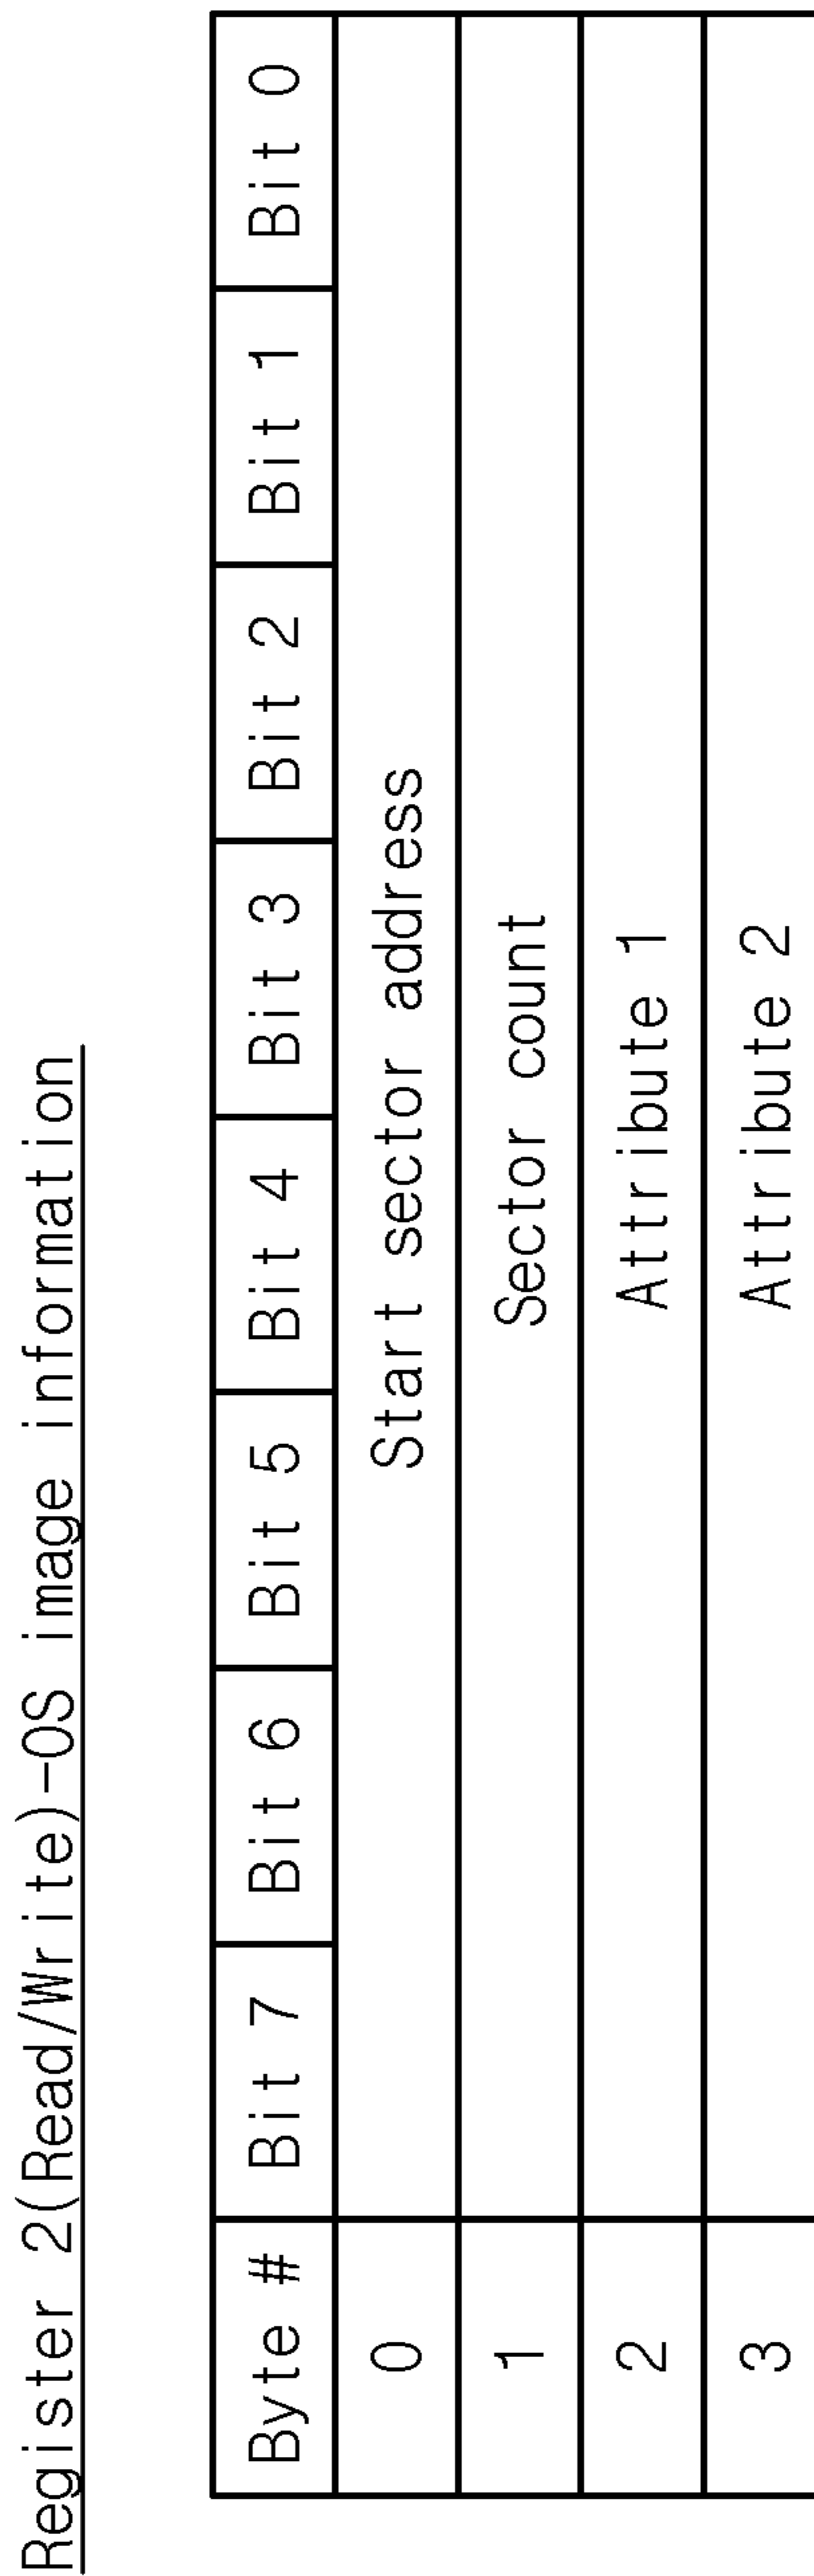 Register 2(Read/Write)-OS image information
Byte # Bit 7 Bit 6 Bit 5 Bit 4 Bit 3 Bit 2 Bit 1 Bit 0
0 Start sector address
1 Sector count
2 Attribute 1
3 Attribute 2